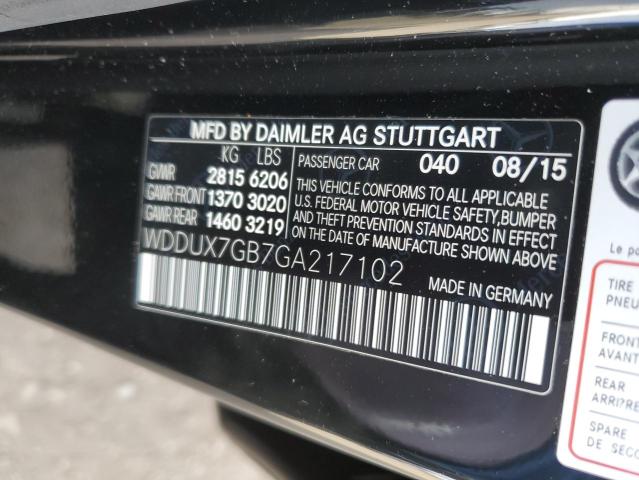 MFD BY DAIMLER AG STUTTGART
KG LBS
GVWR 2815 6206
GAWR FRONT 1370 3020
GAWR REAR 1460 3219
PASSENGER CAR 040 08/15
THIS VEHICLE CONFORMS TO ALL APPLICABLE
U.S. FEDERAL MOTOR VEHICLE SAFETY, BUMPER
AND THEFT PREVENTION STANDARDS IN EFFECT
ON THE DATE OF MANUFACTURE SHOWN ABOVE
WDDUX7GB7GA217102
MADE IN GERMANY
TIRE
PNEU
FRONT
AVANT
REAR
ARRI?RE
SPARE
DE SECO